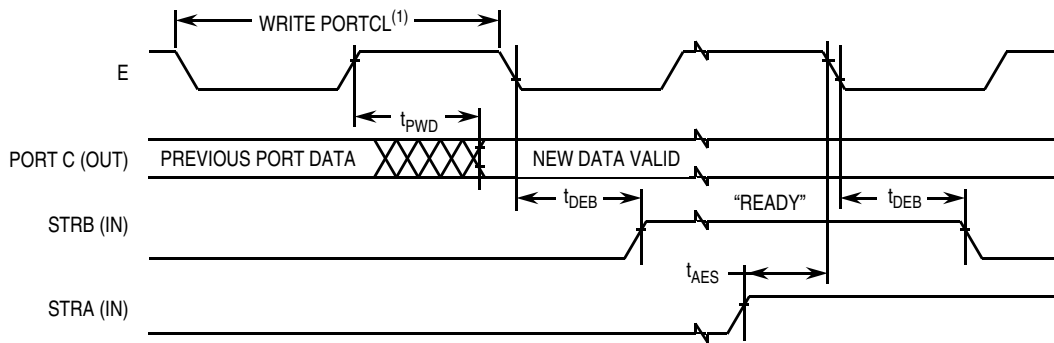 WRITE PORTCL(1)
E
tPWD
PORT C (OUT)
PREVIOUS PORT DATA
NEW DATA VALID
tDEB
“READY”
tDEB
STRB (IN)
tAES
STRA (IN)